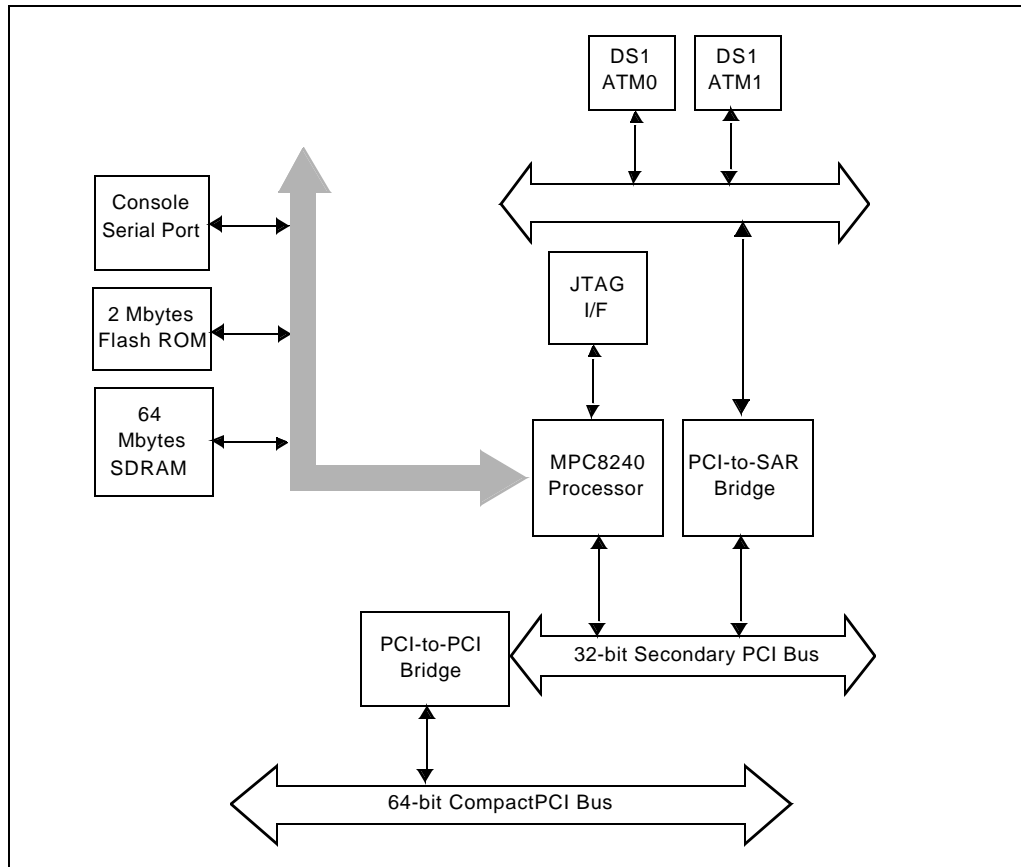 DS1
ATM0
DS1
ATM1
Console
Serial Port
JTAG
I/F
2 Mbytes
Flash ROM
64
Mbytes
SDRAM
MPC8240
Processor
PCI-to-SAR
Bridge
PCI-to-PCI
Bridge
32-bit Secondary PCI Bus
64-bit CompactPCI Bus